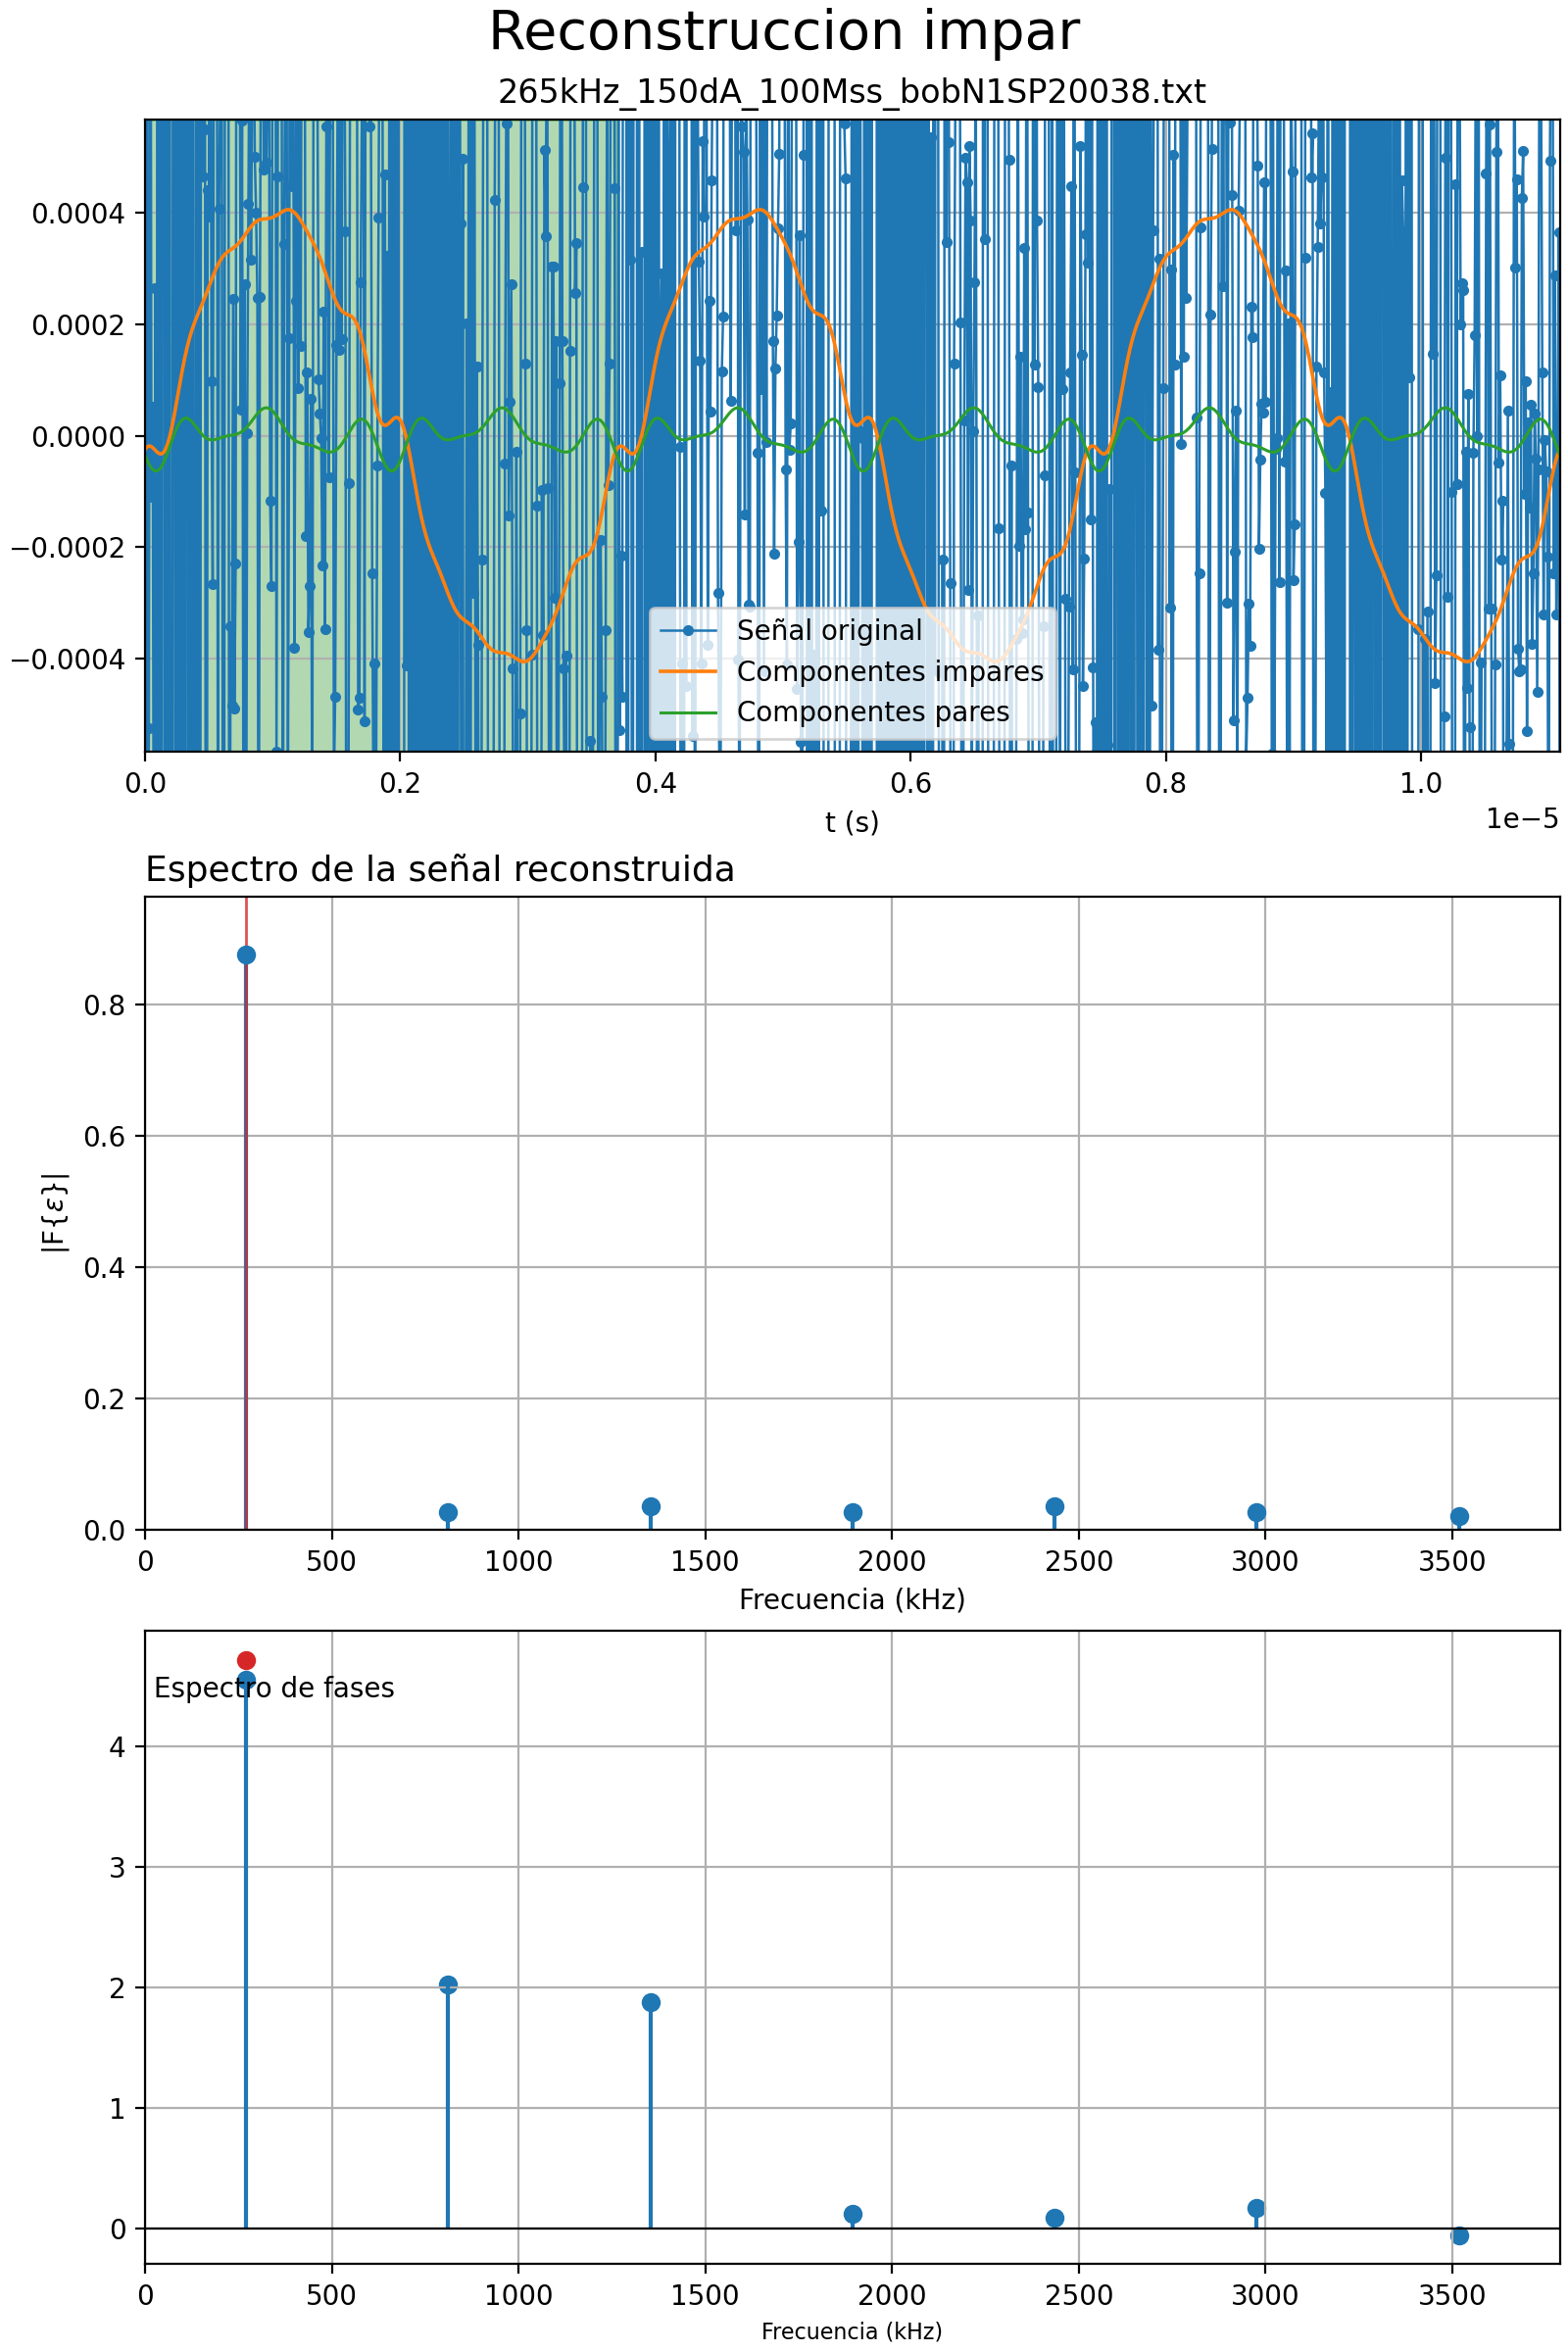 Reconstruccion impar
265kHz_150dA_100Mss_bobN1SP20038.txt
0.0004
0.0002
0.0000
−0.0002
−0.0004
Señal original
Componentes impares
Componentes pares
0.0 0.2 0.4 0.6 0.8 1.0
t (s)
1e−5
Espectro de la señal reconstruida
|F{ε}|
0.8
0.6
0.4
0.2
0.0
0 500 1000 1500 2000 2500 3000 3500
Frecuencia (kHz)
Espectro de fases
4
3
2
1
0
0 500 1000 1500 2000 2500 3000 3500
Frecuencia (kHz)